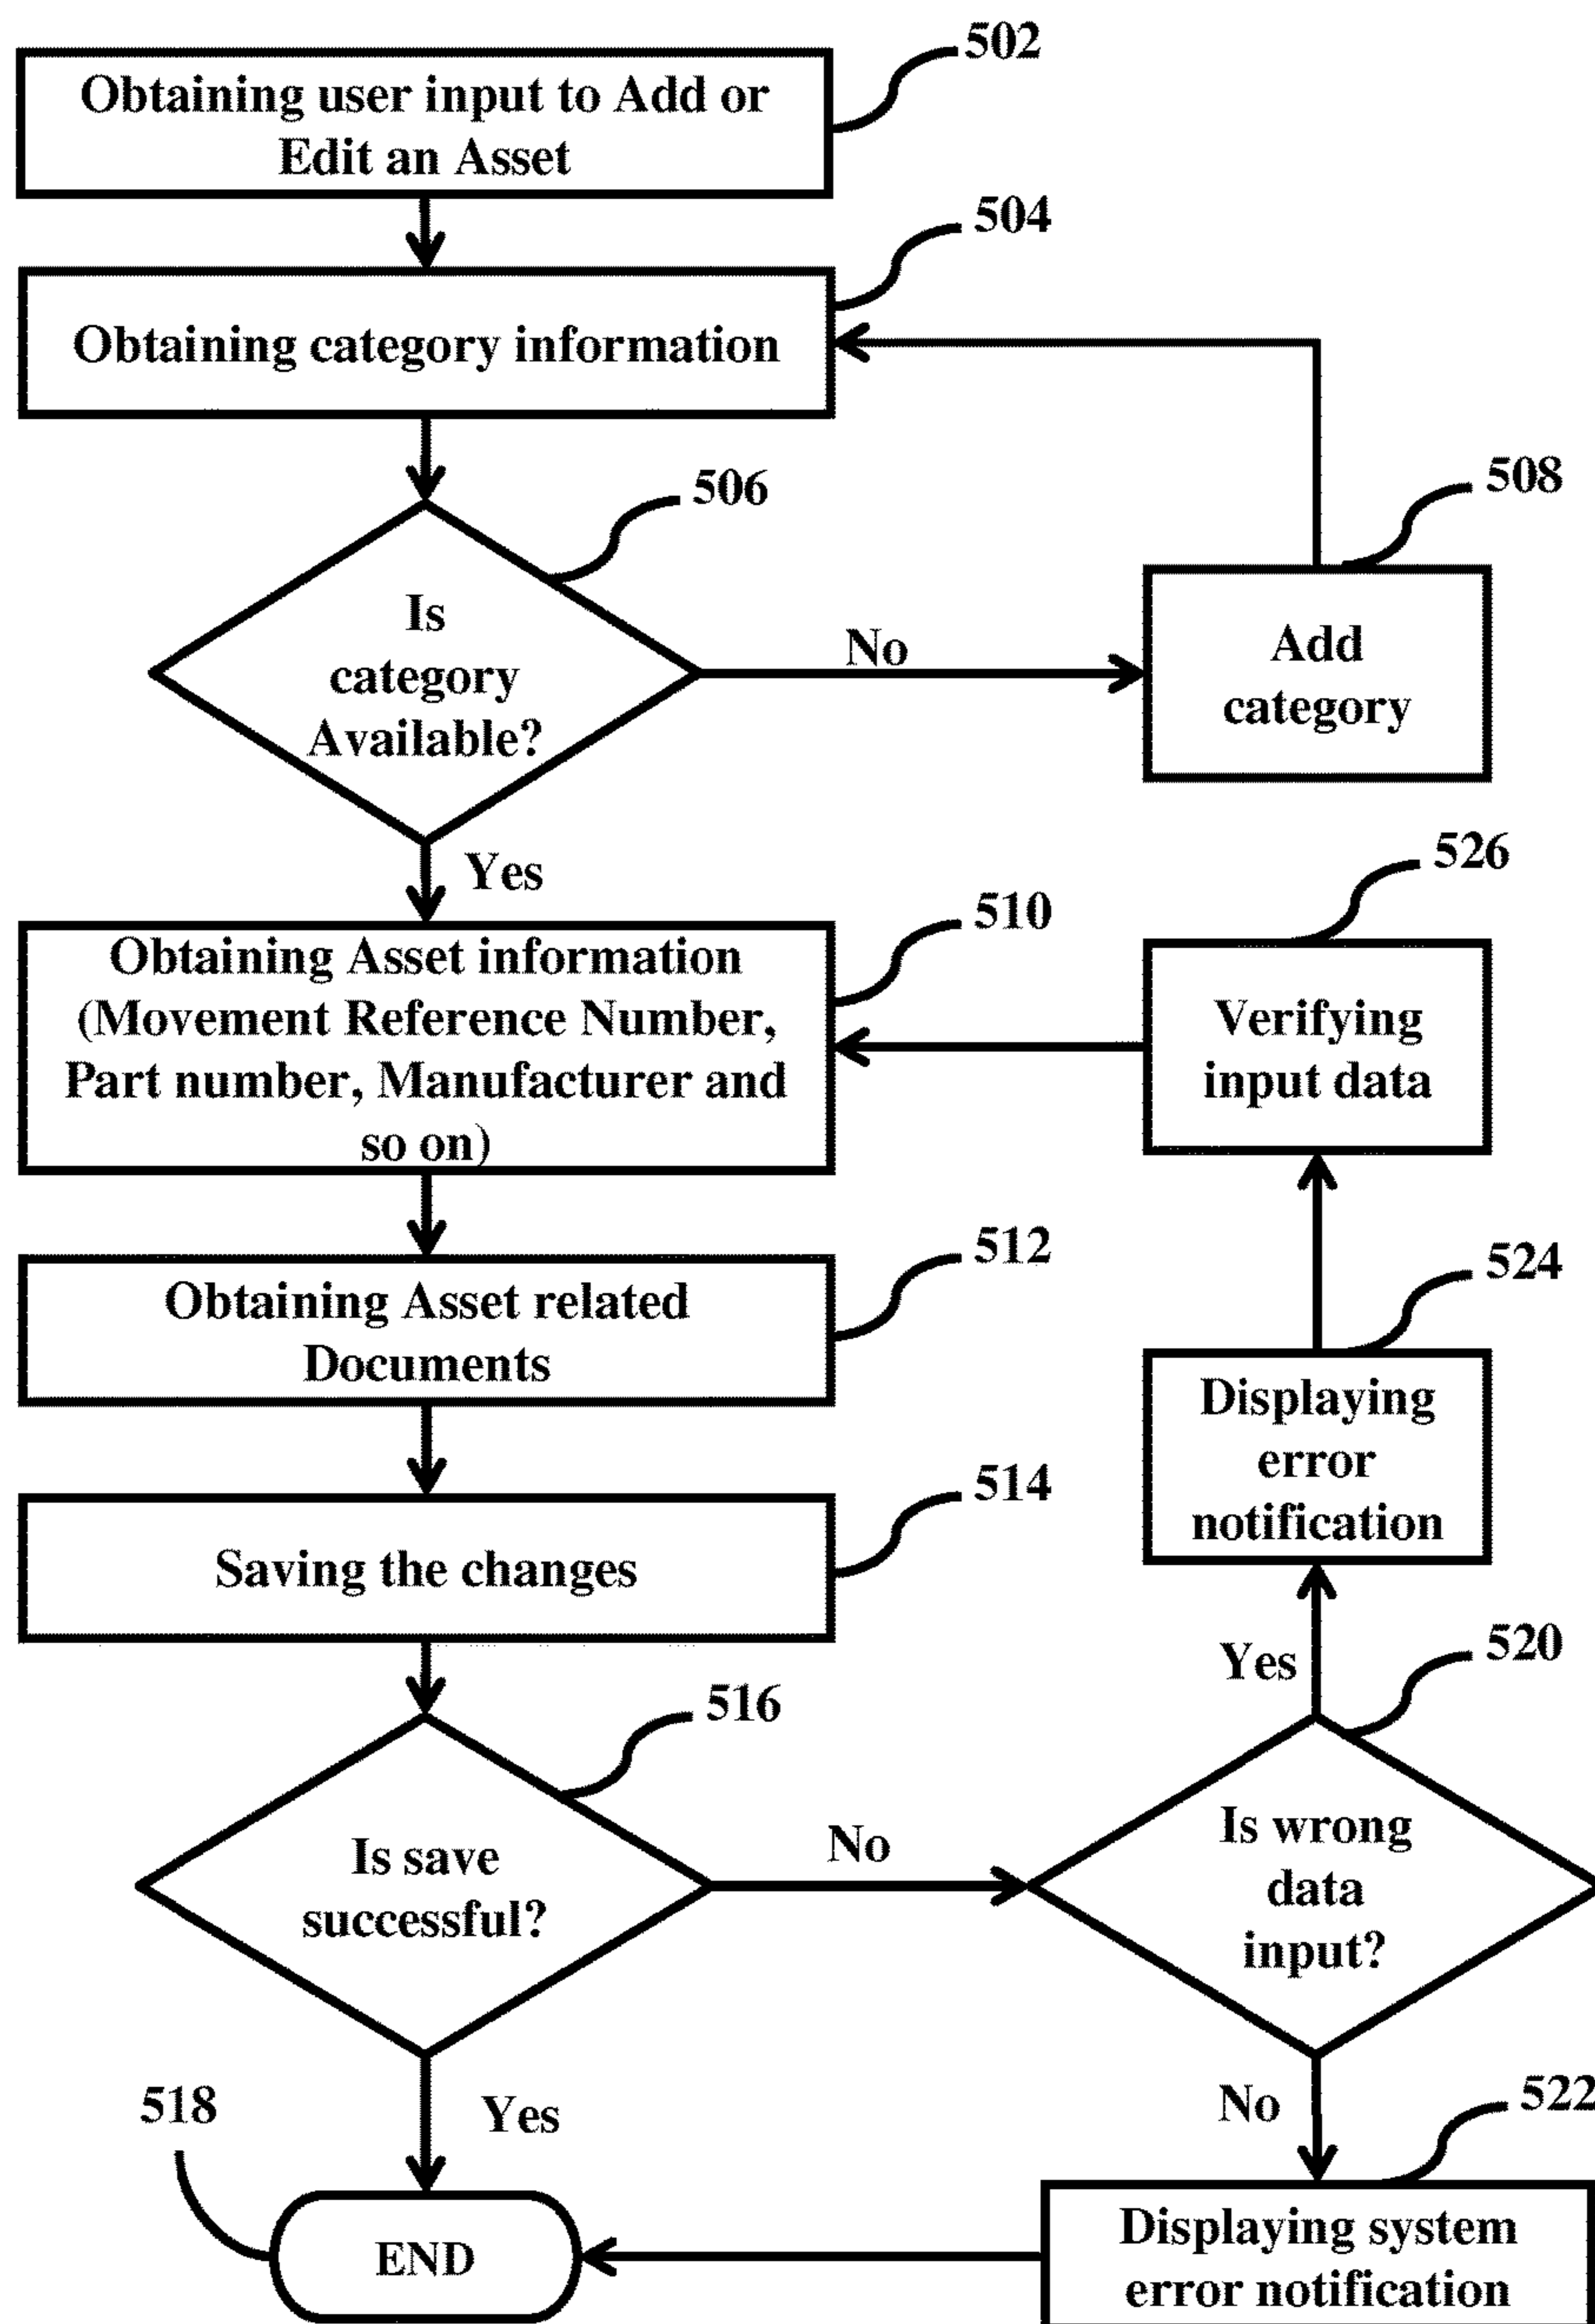 502
Obtaining user input to Add or
Edit an Asset
504
Obtaining category information
506
Is
category
Available?
No
508
Add
category
Yes
510
Obtaining Asset information
(Movement Reference Number,
Part number, Manufacturer and
so on)
526
Verifying
input data
512
Obtaining Asset related
Documents
524
Displaying
error
notification
514
Saving the changes
Yes
520
516
Is save
successful?
No
Is wrong
data
input?
518
Yes
No
522
END
Displaying system
error notification